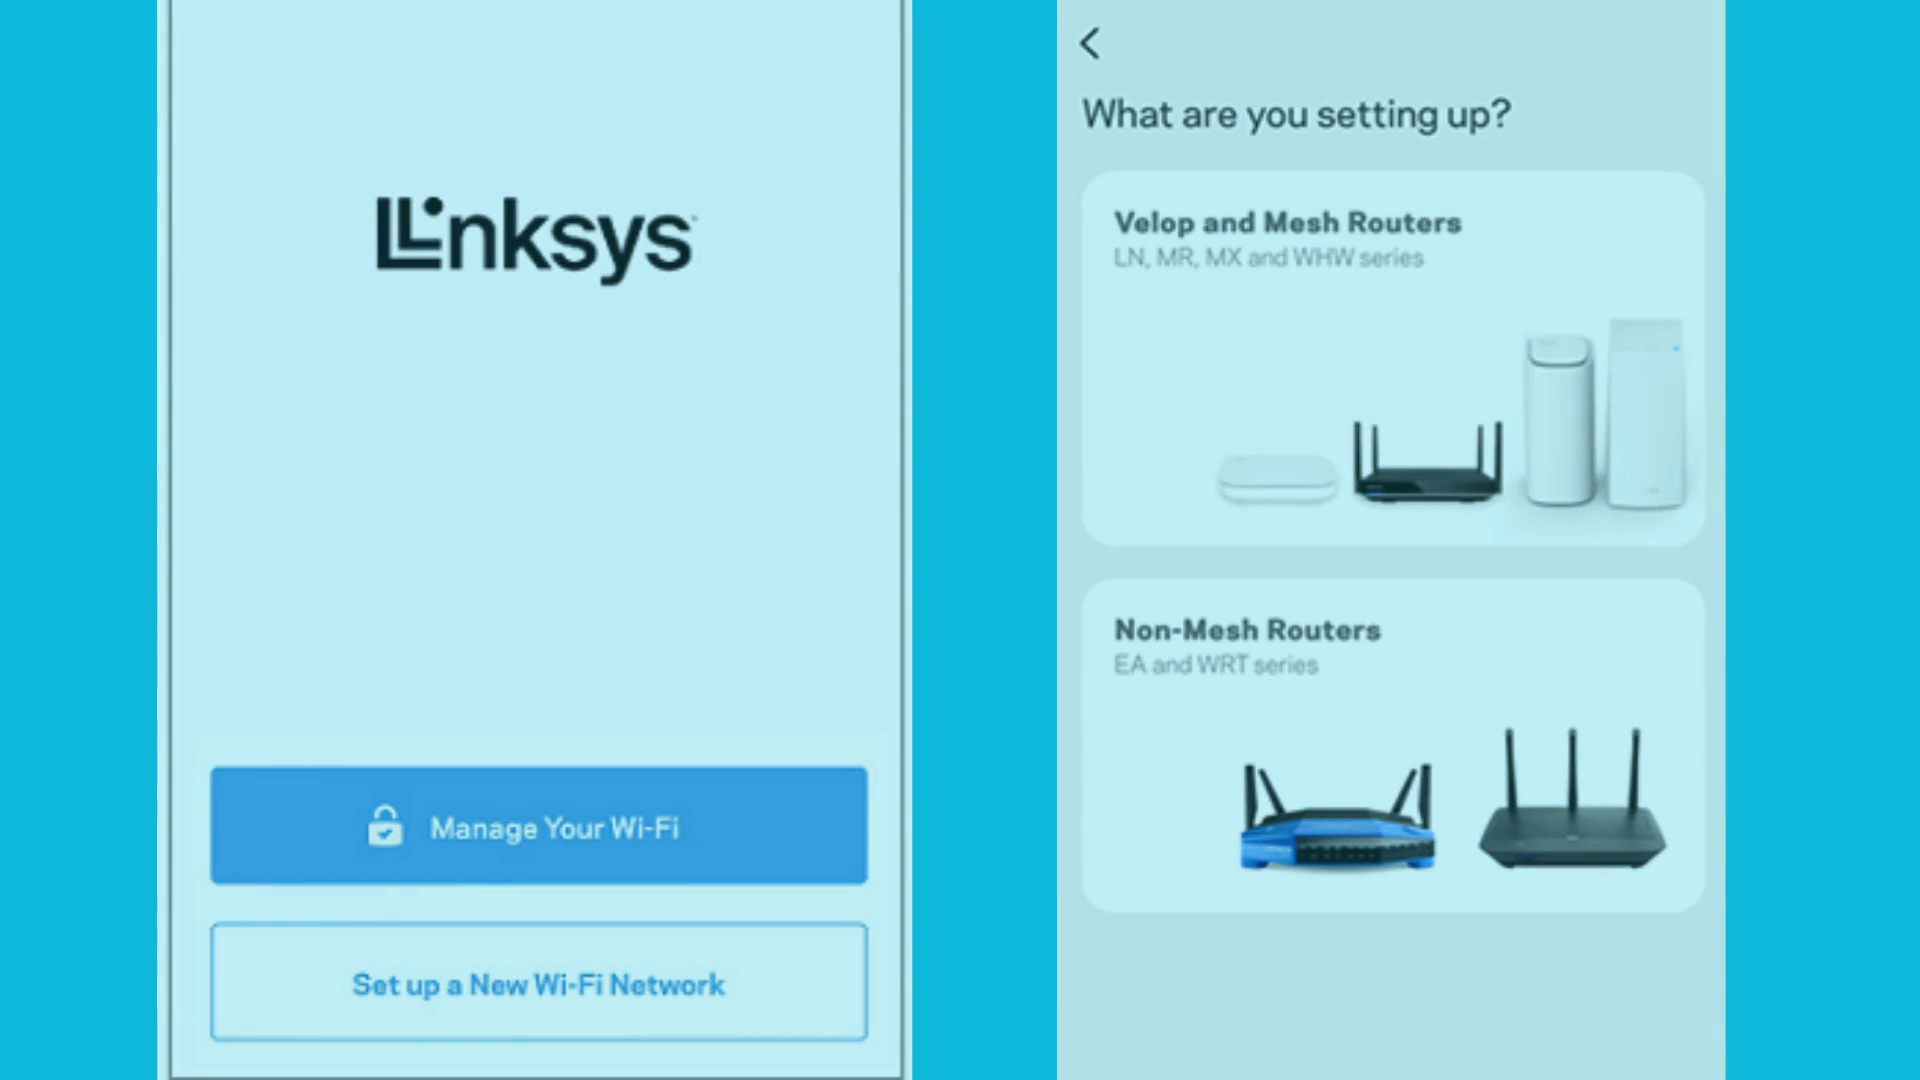 Linksys
Manage Your Wi-Fi
Set up a New Wi-Fi Network
What are you setting up?
Velop and Mesh Routers
LN, MR, MX and WHW series
Non-Mesh Routers
EA and WRT series